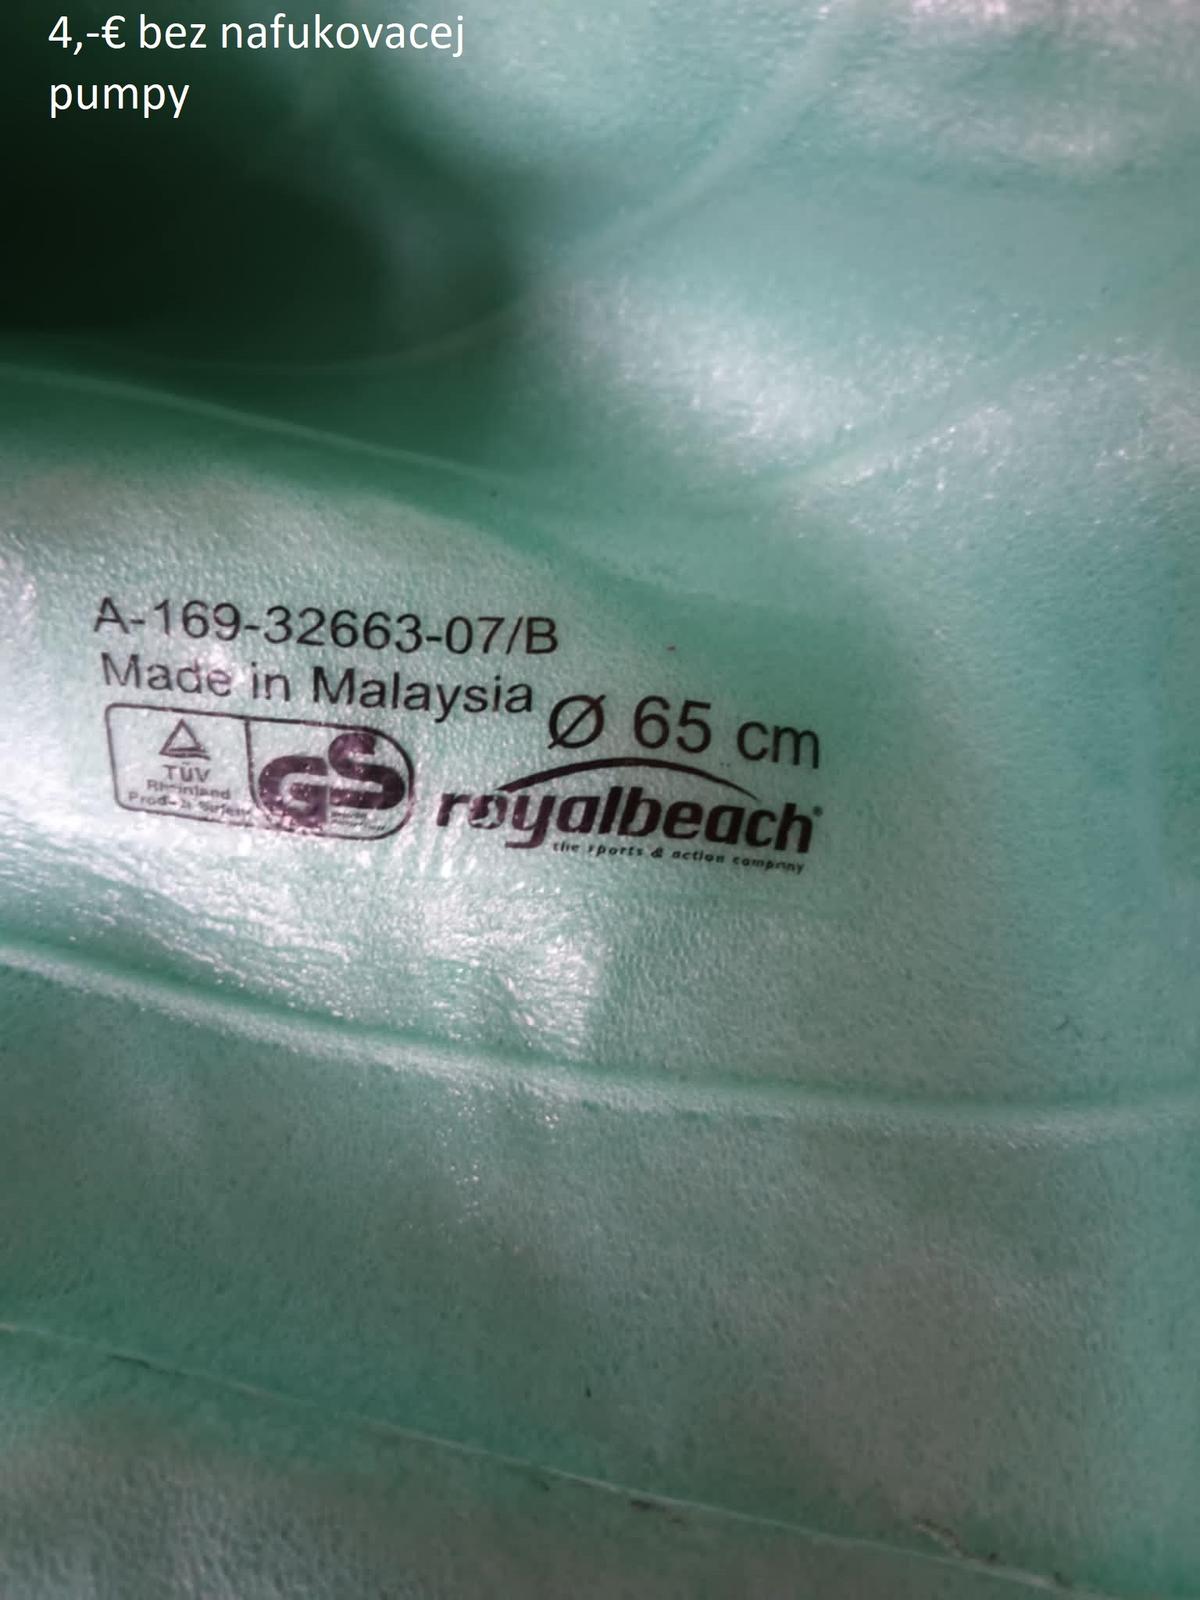 4,-€ bez nafukovacej
pumpy
A-169-32663-07/B
Made in Malaysia
Ø 65 cm
TÜV
Rheinland
GS
royalbeach®
the sports & action company